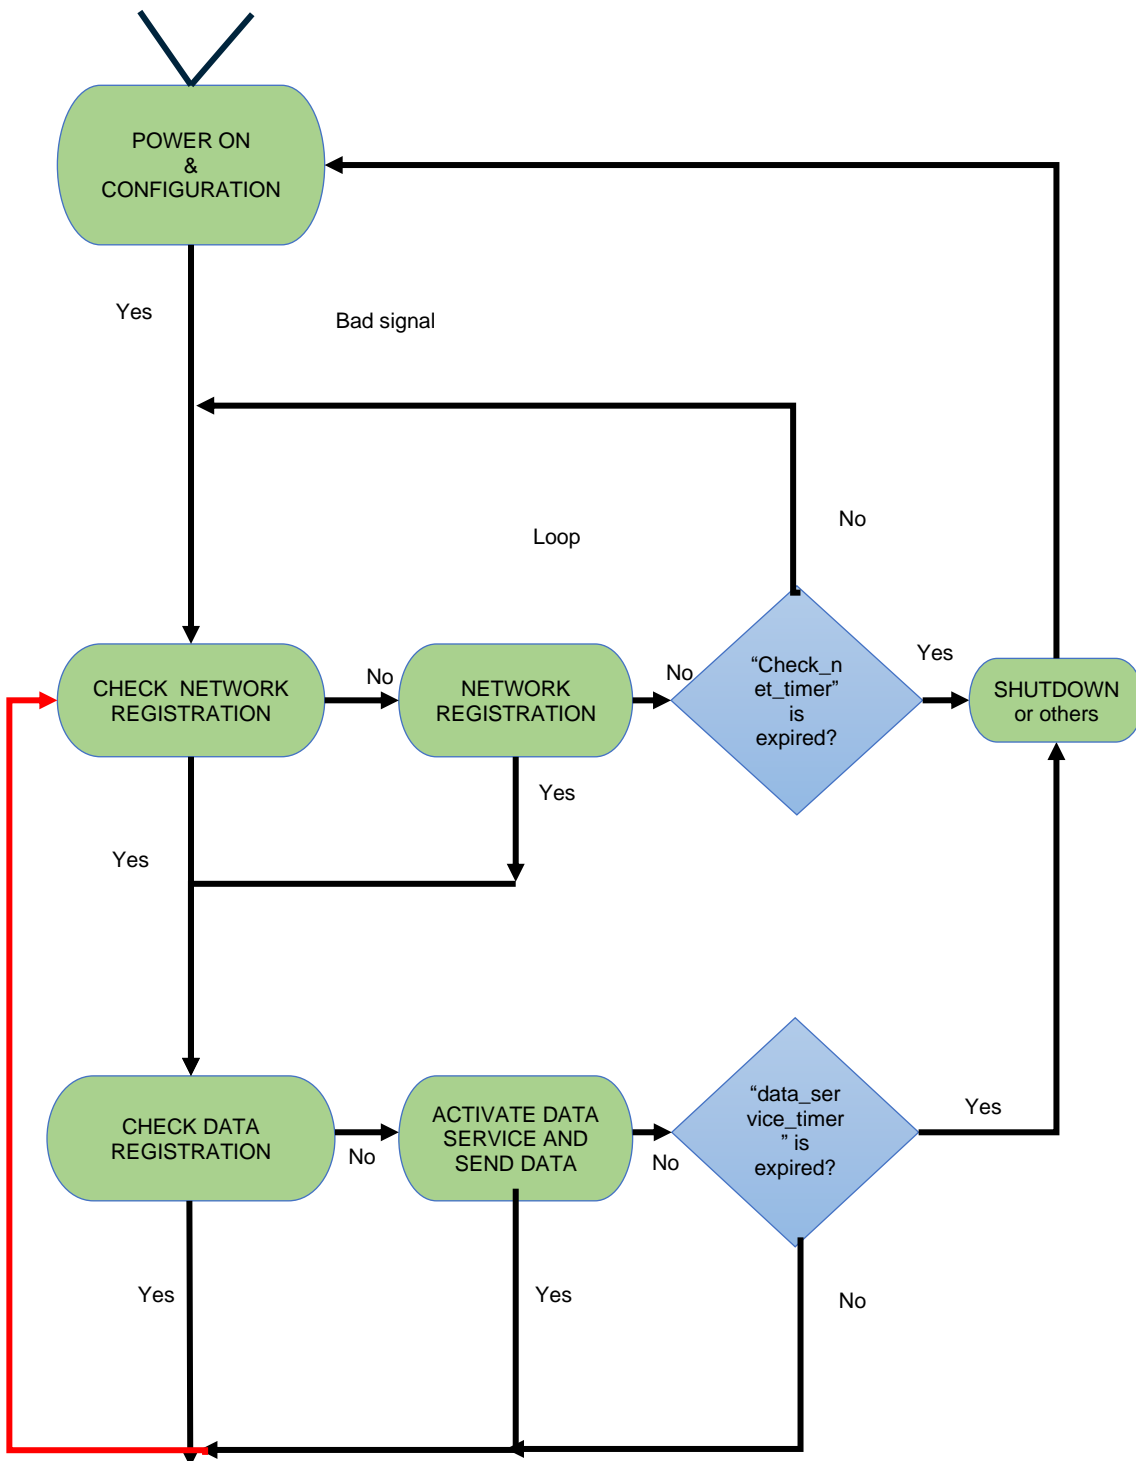 POWER ON
&
CONFIGURATION
Yes
Bad signal
No
Loop
CHECK  NETWORK
REGISTRATION
No
NETWORK
REGISTRATION
No
“Check_n
et_timer”
is
expired?
Yes
SHUTDOWN
or others
Yes
Yes
CHECK DATA
REGISTRATION
No
ACTIVATE DATA
SERVICE AND
SEND DATA
No
“data_ser
vice_timer
” is
expired?
Yes
Yes
Yes
No